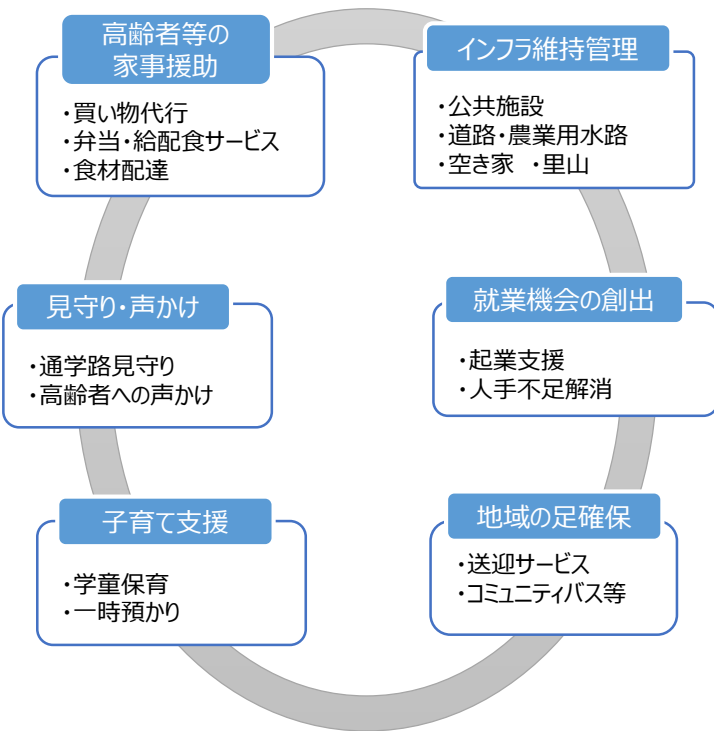 高齢者等の
家事援助
・買い物代行
・弁当・給配食サービス
・食材配達
インフラ維持管理
・公共施設
・道路・農業用水路
・空き家　・里山
見守り・声かけ
・通学路見守り
・高齢者への声かけ
就業機会の創出
・起業支援
・人手不足解消
子育て支援
・学童保育
・一時預かり
地域の足確保
・送迎サービス
・コミュニティバス等